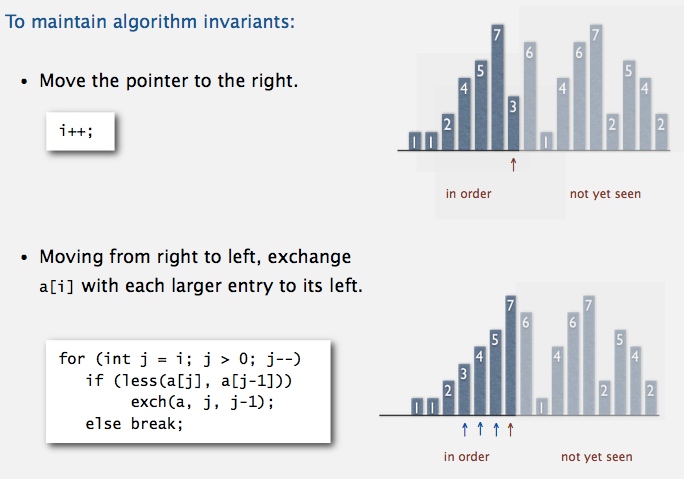 To maintain algorithm invariants:
• Move the pointer to the right.
i++;
1 1 2 4 5 7 3 6 1 4 6 7 2 5 4 2
in order not yet seen
• Moving from right to left, exchange
a[i] with each larger entry to its left.
for (int j = i; j > 0; j--)
if (less(a[j], a[j-1]))
exch(a, j, j-1);
else break;
1 1 2 3 4 5 7 6 1 4 6 7 2 5 4 2
in order not yet seen